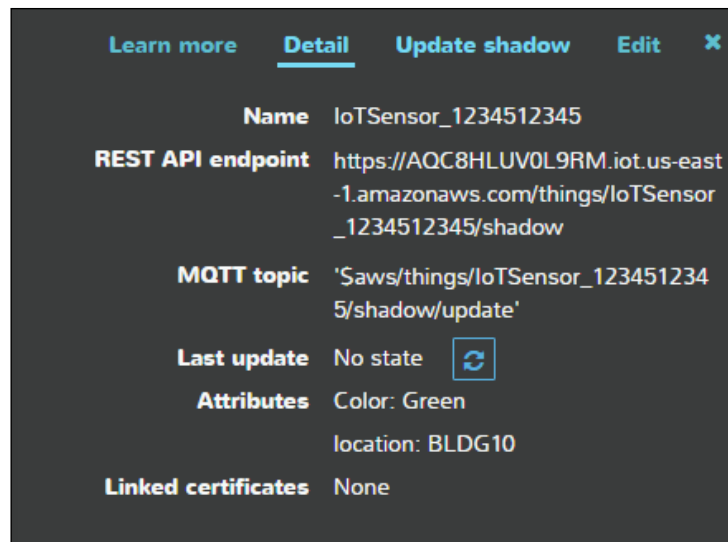 Learn more Detail Update shadow Edit ×
Name IoTSensor_1234512345
REST API endpoint https://AQC8HLUV0L9RM.iot.us-east
-1.amazonaws.com/things/IoTSensor
_1234512345/shadow
MQTT topic '$aws/things/IoTSensor_123451234
5/shadow/update'
Last update No state
Attributes Color: Green
location: BLDG10
Linked certificates None